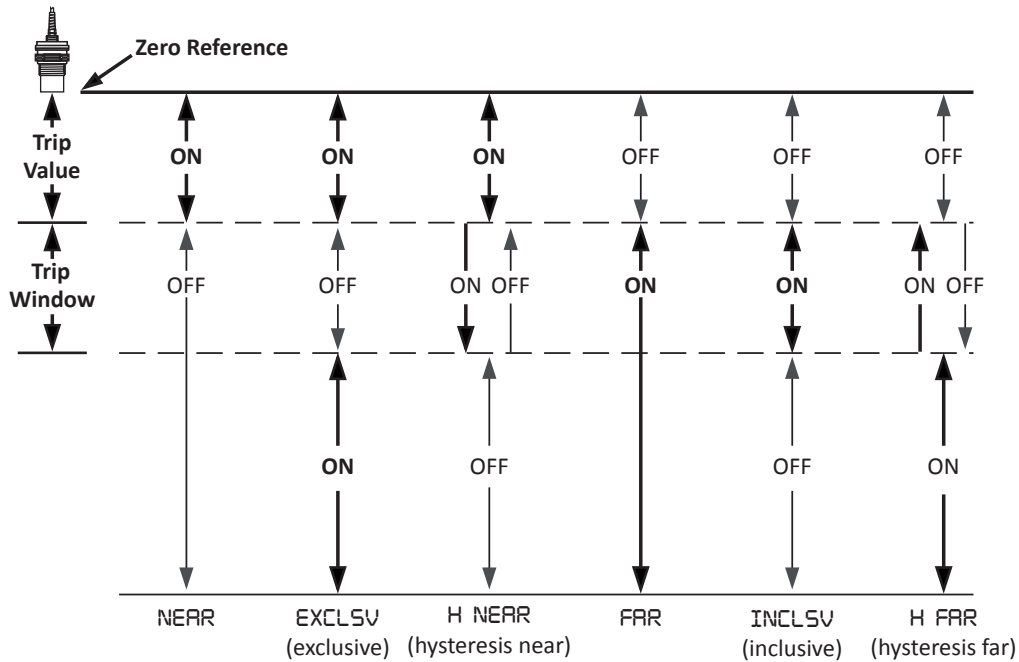 Zero Reference
Trip
Value
ON
ON
ON
OFF
OFF
OFF
Trip
Window
OFF
OFF
ON OFF
ON
ON
ON OFF
ON
OFF
OFF
ON
NEAR
EXCLSV
(exclusive)
H NEAR
(hysteresis near)
FAR
INCLSV
(inclusive)
H FAR
(hysteresis far)